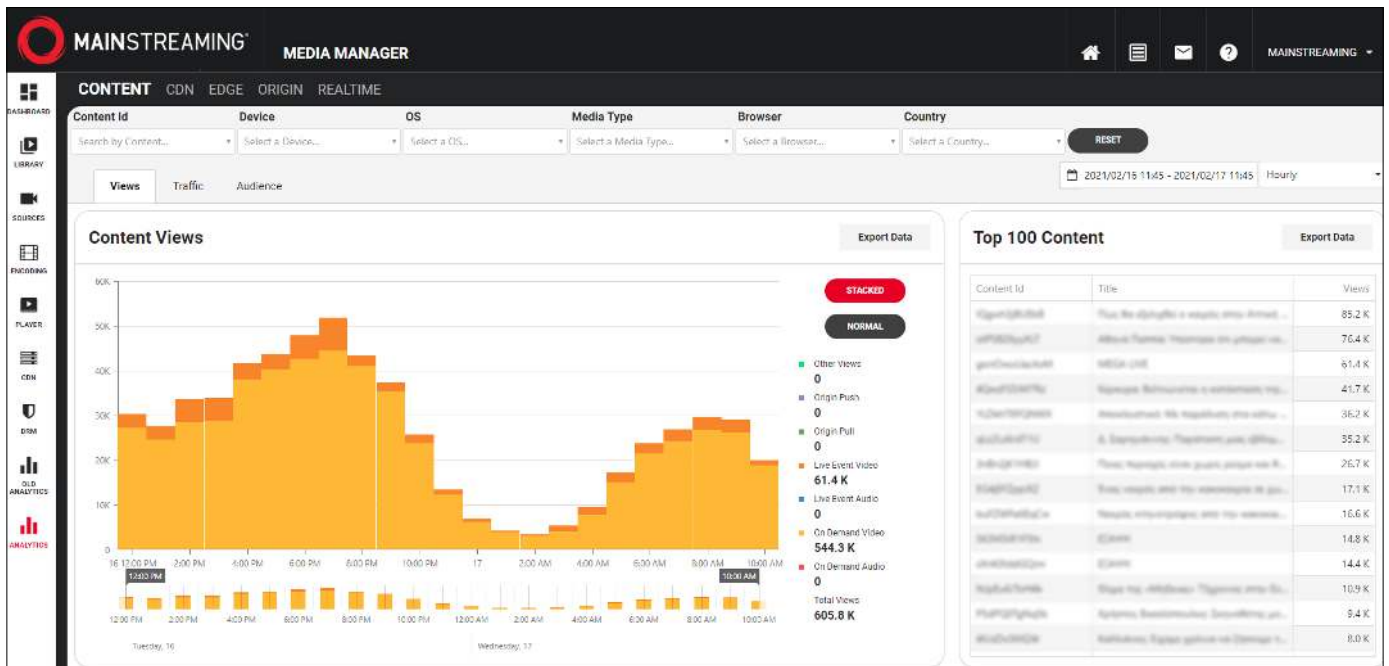 MAINSTREAMING
MEDIA MANAGER
MAINSTREAMING
CONTENT CDN EDGE ORIGIN REALTIME
DASHBOARD
LIBRARY
SOURCES
ENCODING
PLAYER
CDN
DRM
OLD
ANALYTICS
ANALYTICS
Content Id Device OS Media Type Browser Country
Search by Content... Select a Device... Select a OS... Select a Media Type... Select a Browser... Select a Country... RESET
Views Traffic Audience
2021/02/16 11:45 - 2021/02/17 11:45 Hourly
Content Views
Export Data
60K
50K
40K
30K
20K
10K
0
16 12:00 PM 2:00 PM 4:00 PM 6:00 PM 8:00 PM 10:00 PM 17 2:00 AM 4:00 AM 6:00 AM 8:00 AM 10:00 AM
12:00 PM 10:00 AM
12:00 PM 2:00 PM 4:00 PM 6:00 PM 8:00 PM 10:00 PM 12:00 AM 2:00 AM 4:00 AM 6:00 AM 8:00 AM 10:00 AM
Tuesday, 16 Wednesday, 17
STACKED
NORMAL
Other Views
0
Origin Push
0
Origin Pull
0
Live Event Video
61.4 K
Live Event Audio
0
On Demand Video
544.3 K
On Demand Audio
0
Total Views
605.8 K
Top 100 Content
Export Data
Content Id Title Views
85.2 K
76.4 K
MEGA LIVE 61.4 K
41.7 K
36.2 K
35.2 K
26.7 K
17.1 K
16.6 K
14.8 K
14.4 K
10.9 K
9.4 K
8.0 K